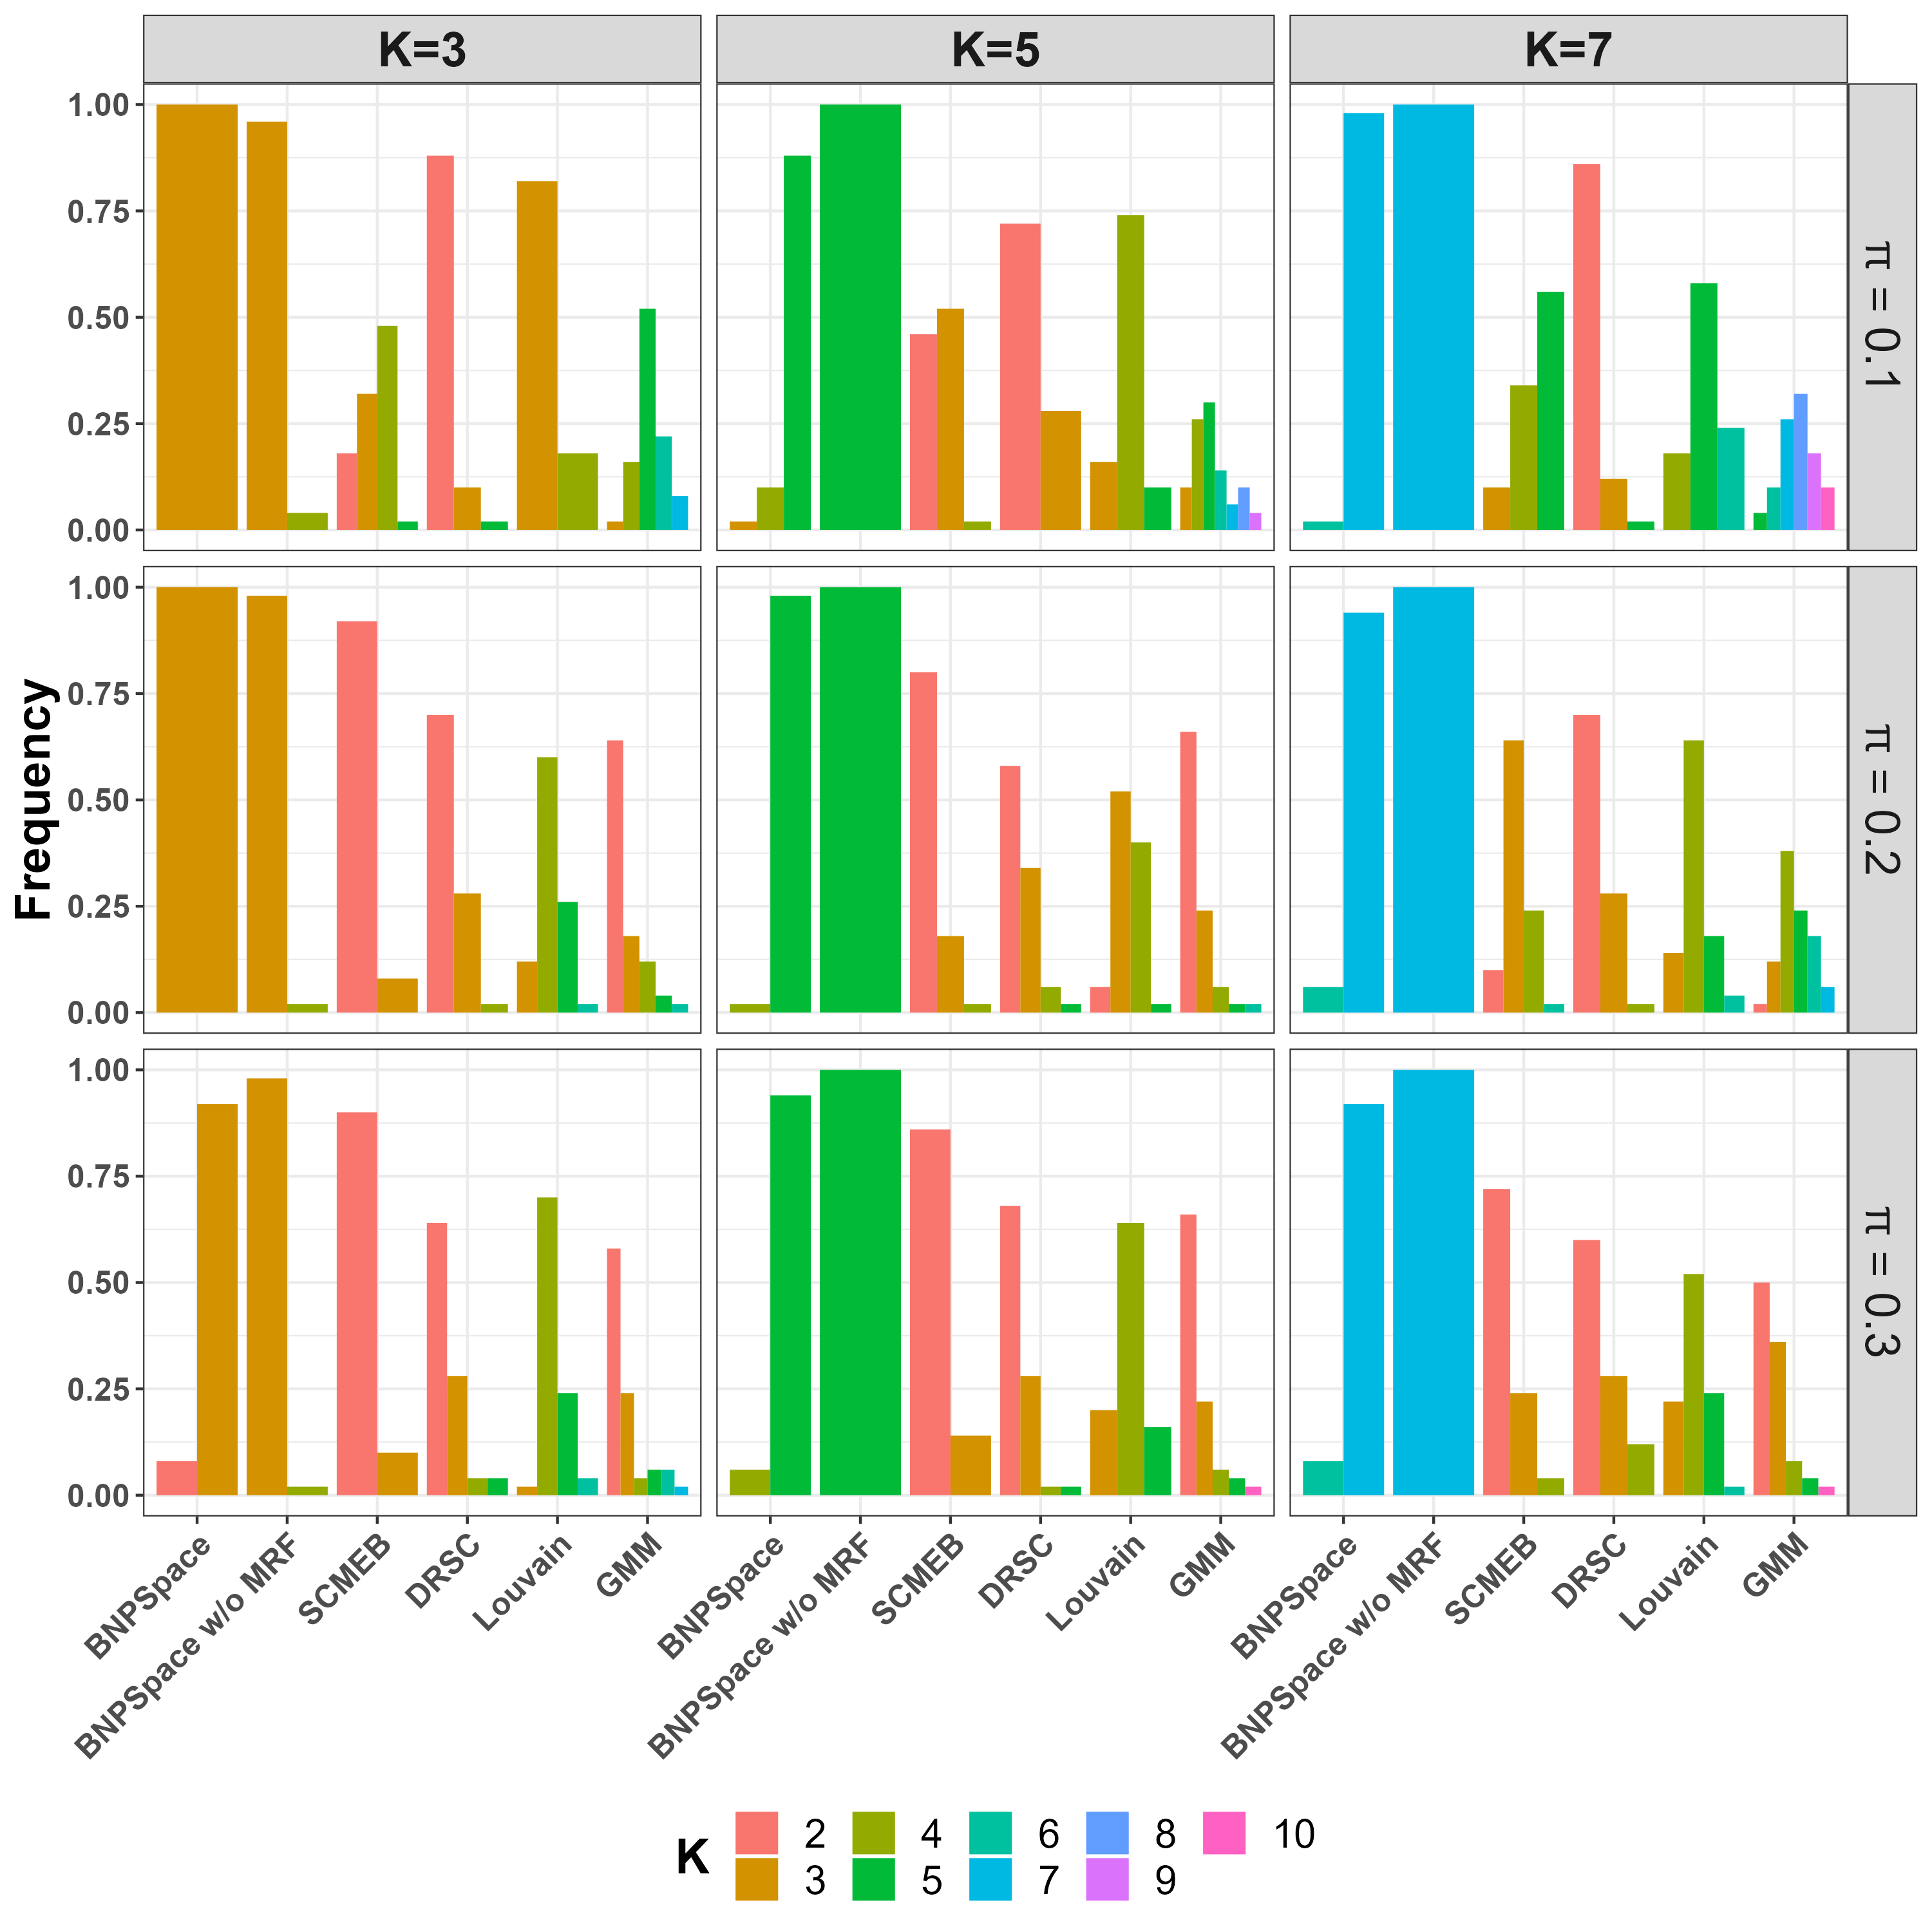 K=3 K=5 K=7
1.00
0.75
0.50
0.25
0.00
π = 0.1
1.00
0.75
0.50
0.25
0.00
π = 0.2
Frequency
1.00
0.75
0.50
0.25
0.00
π = 0.3
BNPSpace BNPSpace w/o MRF SCMEB DRSC Louvain GMM
BNPSpace BNPSpace w/o MRF SCMEB DRSC Louvain GMM
BNPSpace BNPSpace w/o MRF SCMEB DRSC Louvain GMM
K
2 4 6 8 10
3 5 7 9